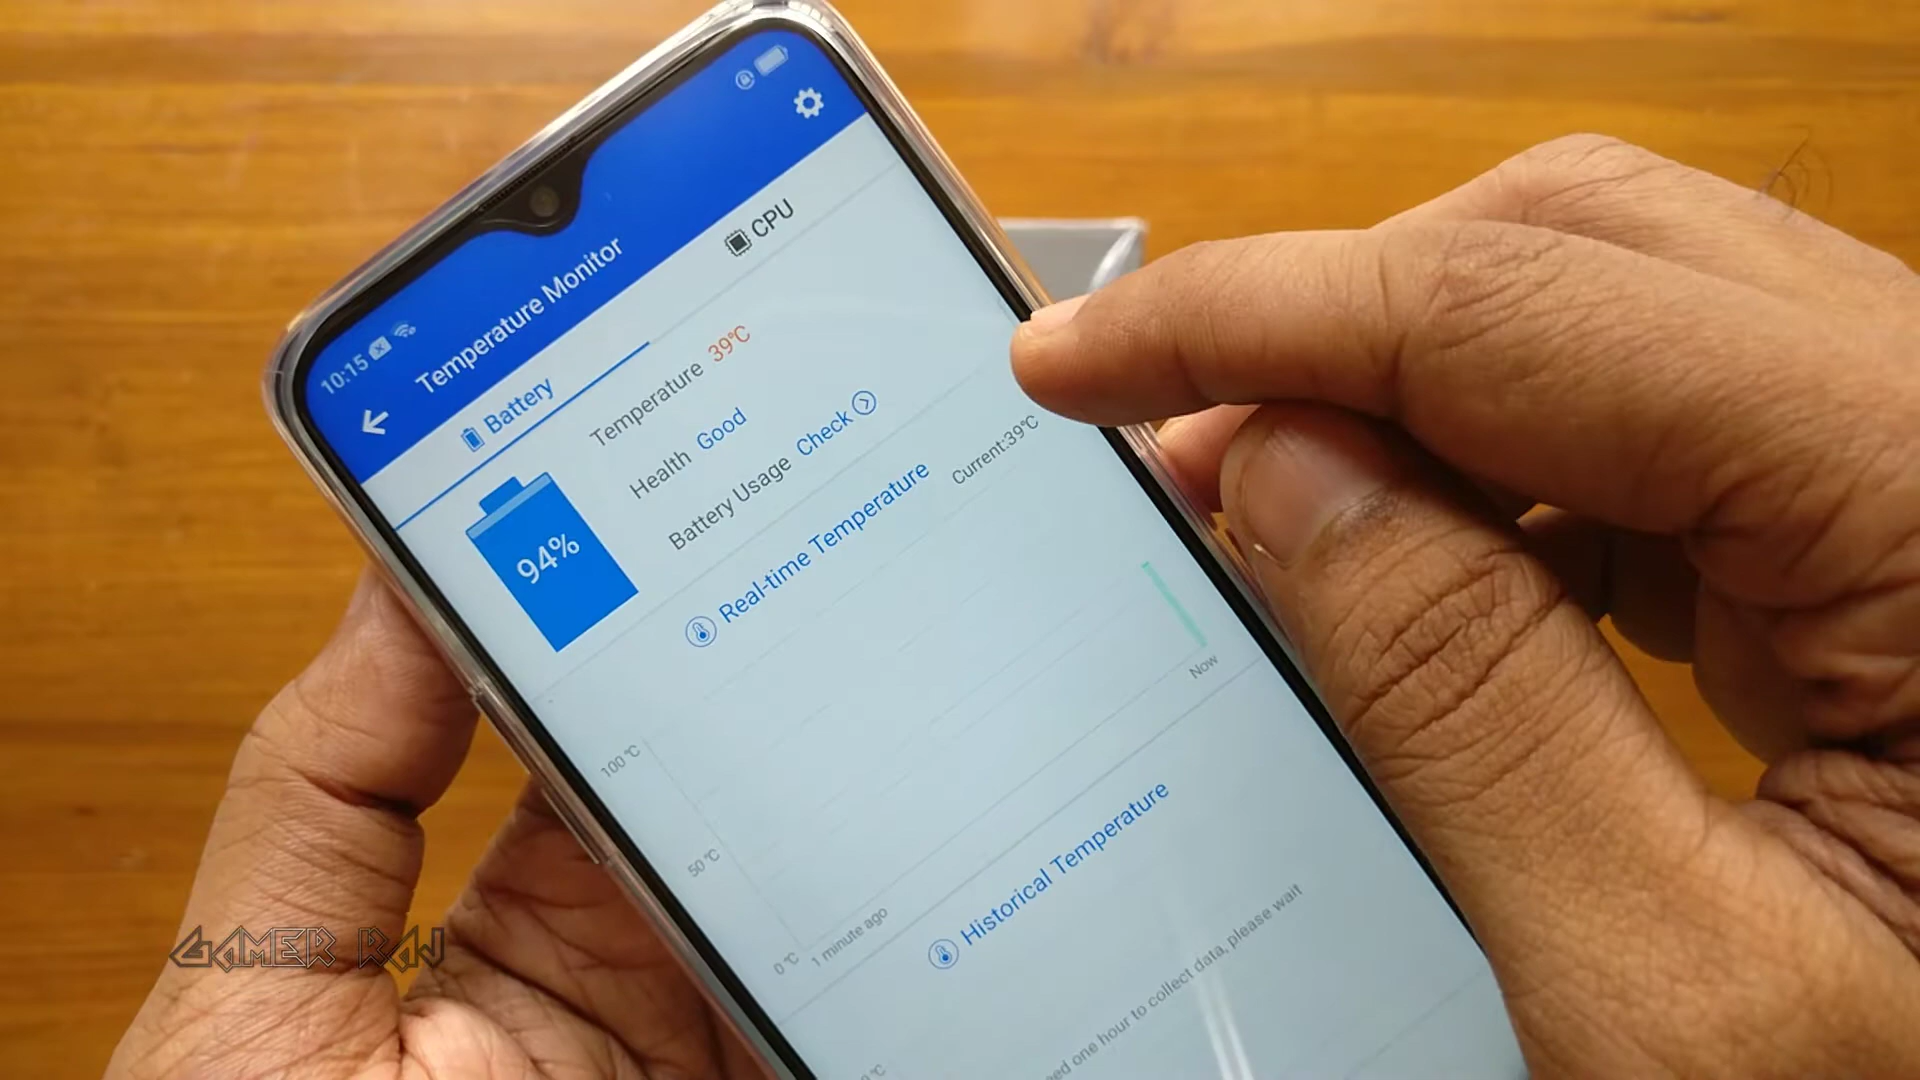 10:15
Temperature Monitor
Battery
CPU
94%
Temperature 39°C
Health Good
Battery Usage Check
Real-time Temperature
Current:39°C
100 °C
50 °C
0 °C
1 minute ago
Now
Historical Temperature
one hour to collect data, please wait
°C
GAMER RAJ